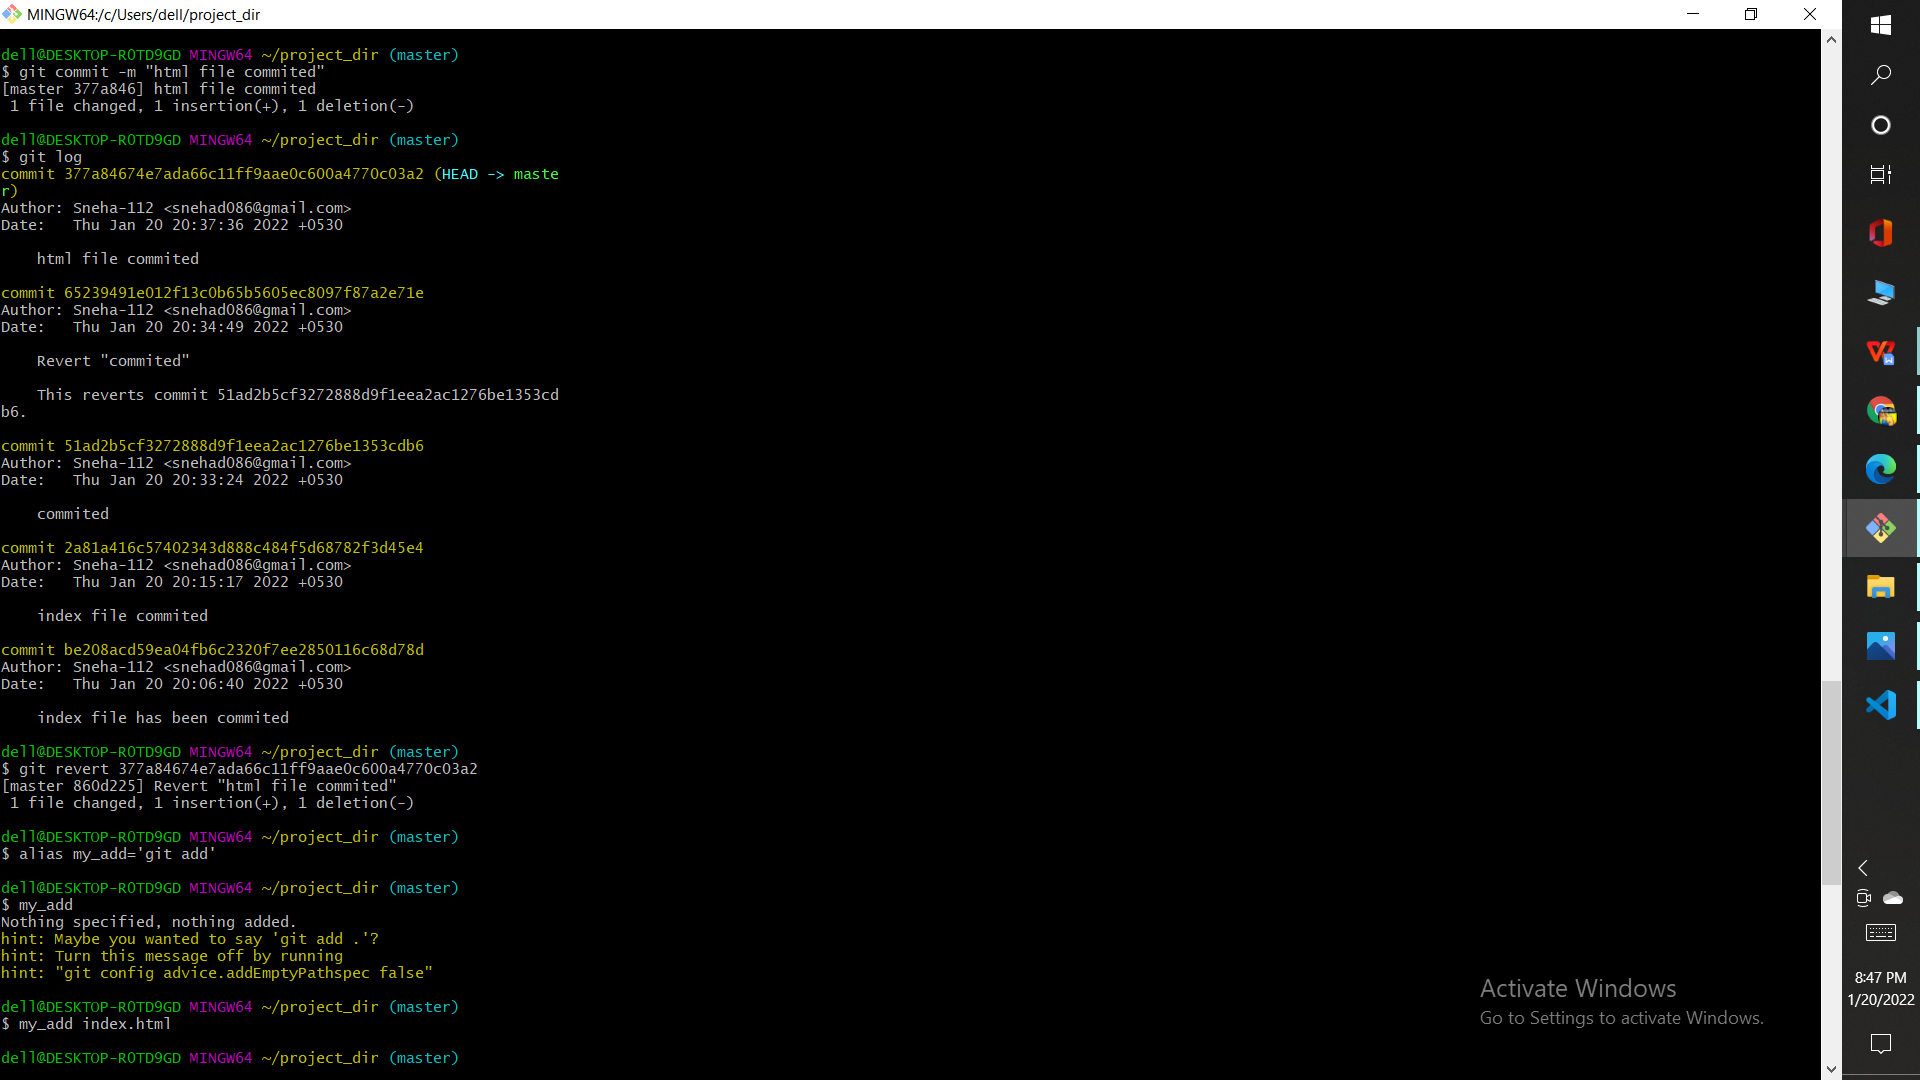 MINGW64:/c/Users/dell/project_dir
dell@DESKTOP-R0TD9GD MINGW64 ~/project_dir (master)
$ git commit -m "html file commited"
[master 377a846] html file commited
 1 file changed, 1 insertion(+), 1 deletion(-)
dell@DESKTOP-R0TD9GD MINGW64 ~/project_dir (master)
$ git log
commit 377a84674e7ada66c11ff9aae0c600a4770c03a2 (HEAD -> maste
r)
Author: Sneha-112 <snehad086@gmail.com>
Date:   Thu Jan 20 20:37:36 2022 +0530
    html file commited
commit 65239491e012f13c0b65b5605ec8097f87a2e71e
Author: Sneha-112 <snehad086@gmail.com>
Date:   Thu Jan 20 20:34:49 2022 +0530
    Revert "commited"
    This reverts commit 51ad2b5cf3272888d9f1eea2ac1276be1353cd
b6.
commit 51ad2b5cf3272888d9f1eea2ac1276be1353cdb6
Author: Sneha-112 <snehad086@gmail.com>
Date:   Thu Jan 20 20:33:24 2022 +0530
    commited
commit 2a81a416c57402343d888c484f5d68782f3d45e4
Author: Sneha-112 <snehad086@gmail.com>
Date:   Thu Jan 20 20:15:17 2022 +0530
    index file commited
commit be208acd59ea04fb6c2320f7ee2850116c68d78d
Author: Sneha-112 <snehad086@gmail.com>
Date:   Thu Jan 20 20:06:40 2022 +0530
    index file has been commited
dell@DESKTOP-R0TD9GD MINGW64 ~/project_dir (master)
$ git revert 377a84674e7ada66c11ff9aae0c600a4770c03a2
[master 860d225] Revert "html file commited"
 1 file changed, 1 insertion(+), 1 deletion(-)
dell@DESKTOP-R0TD9GD MINGW64 ~/project_dir (master)
$ alias my_add='git add'
dell@DESKTOP-R0TD9GD MINGW64 ~/project_dir (master)
$ my_add
Nothing specified, nothing added.
hint: Maybe you wanted to say 'git add .'?
hint: Turn this message off by running
hint: "git config advice.addEmptyPathspec false"
dell@DESKTOP-R0TD9GD MINGW64 ~/project_dir (master)
$ my_add index.html
dell@DESKTOP-R0TD9GD MINGW64 ~/project_dir (master)
Activate Windows
Go to Settings to activate Windows.
8:47 PM
1/20/2022